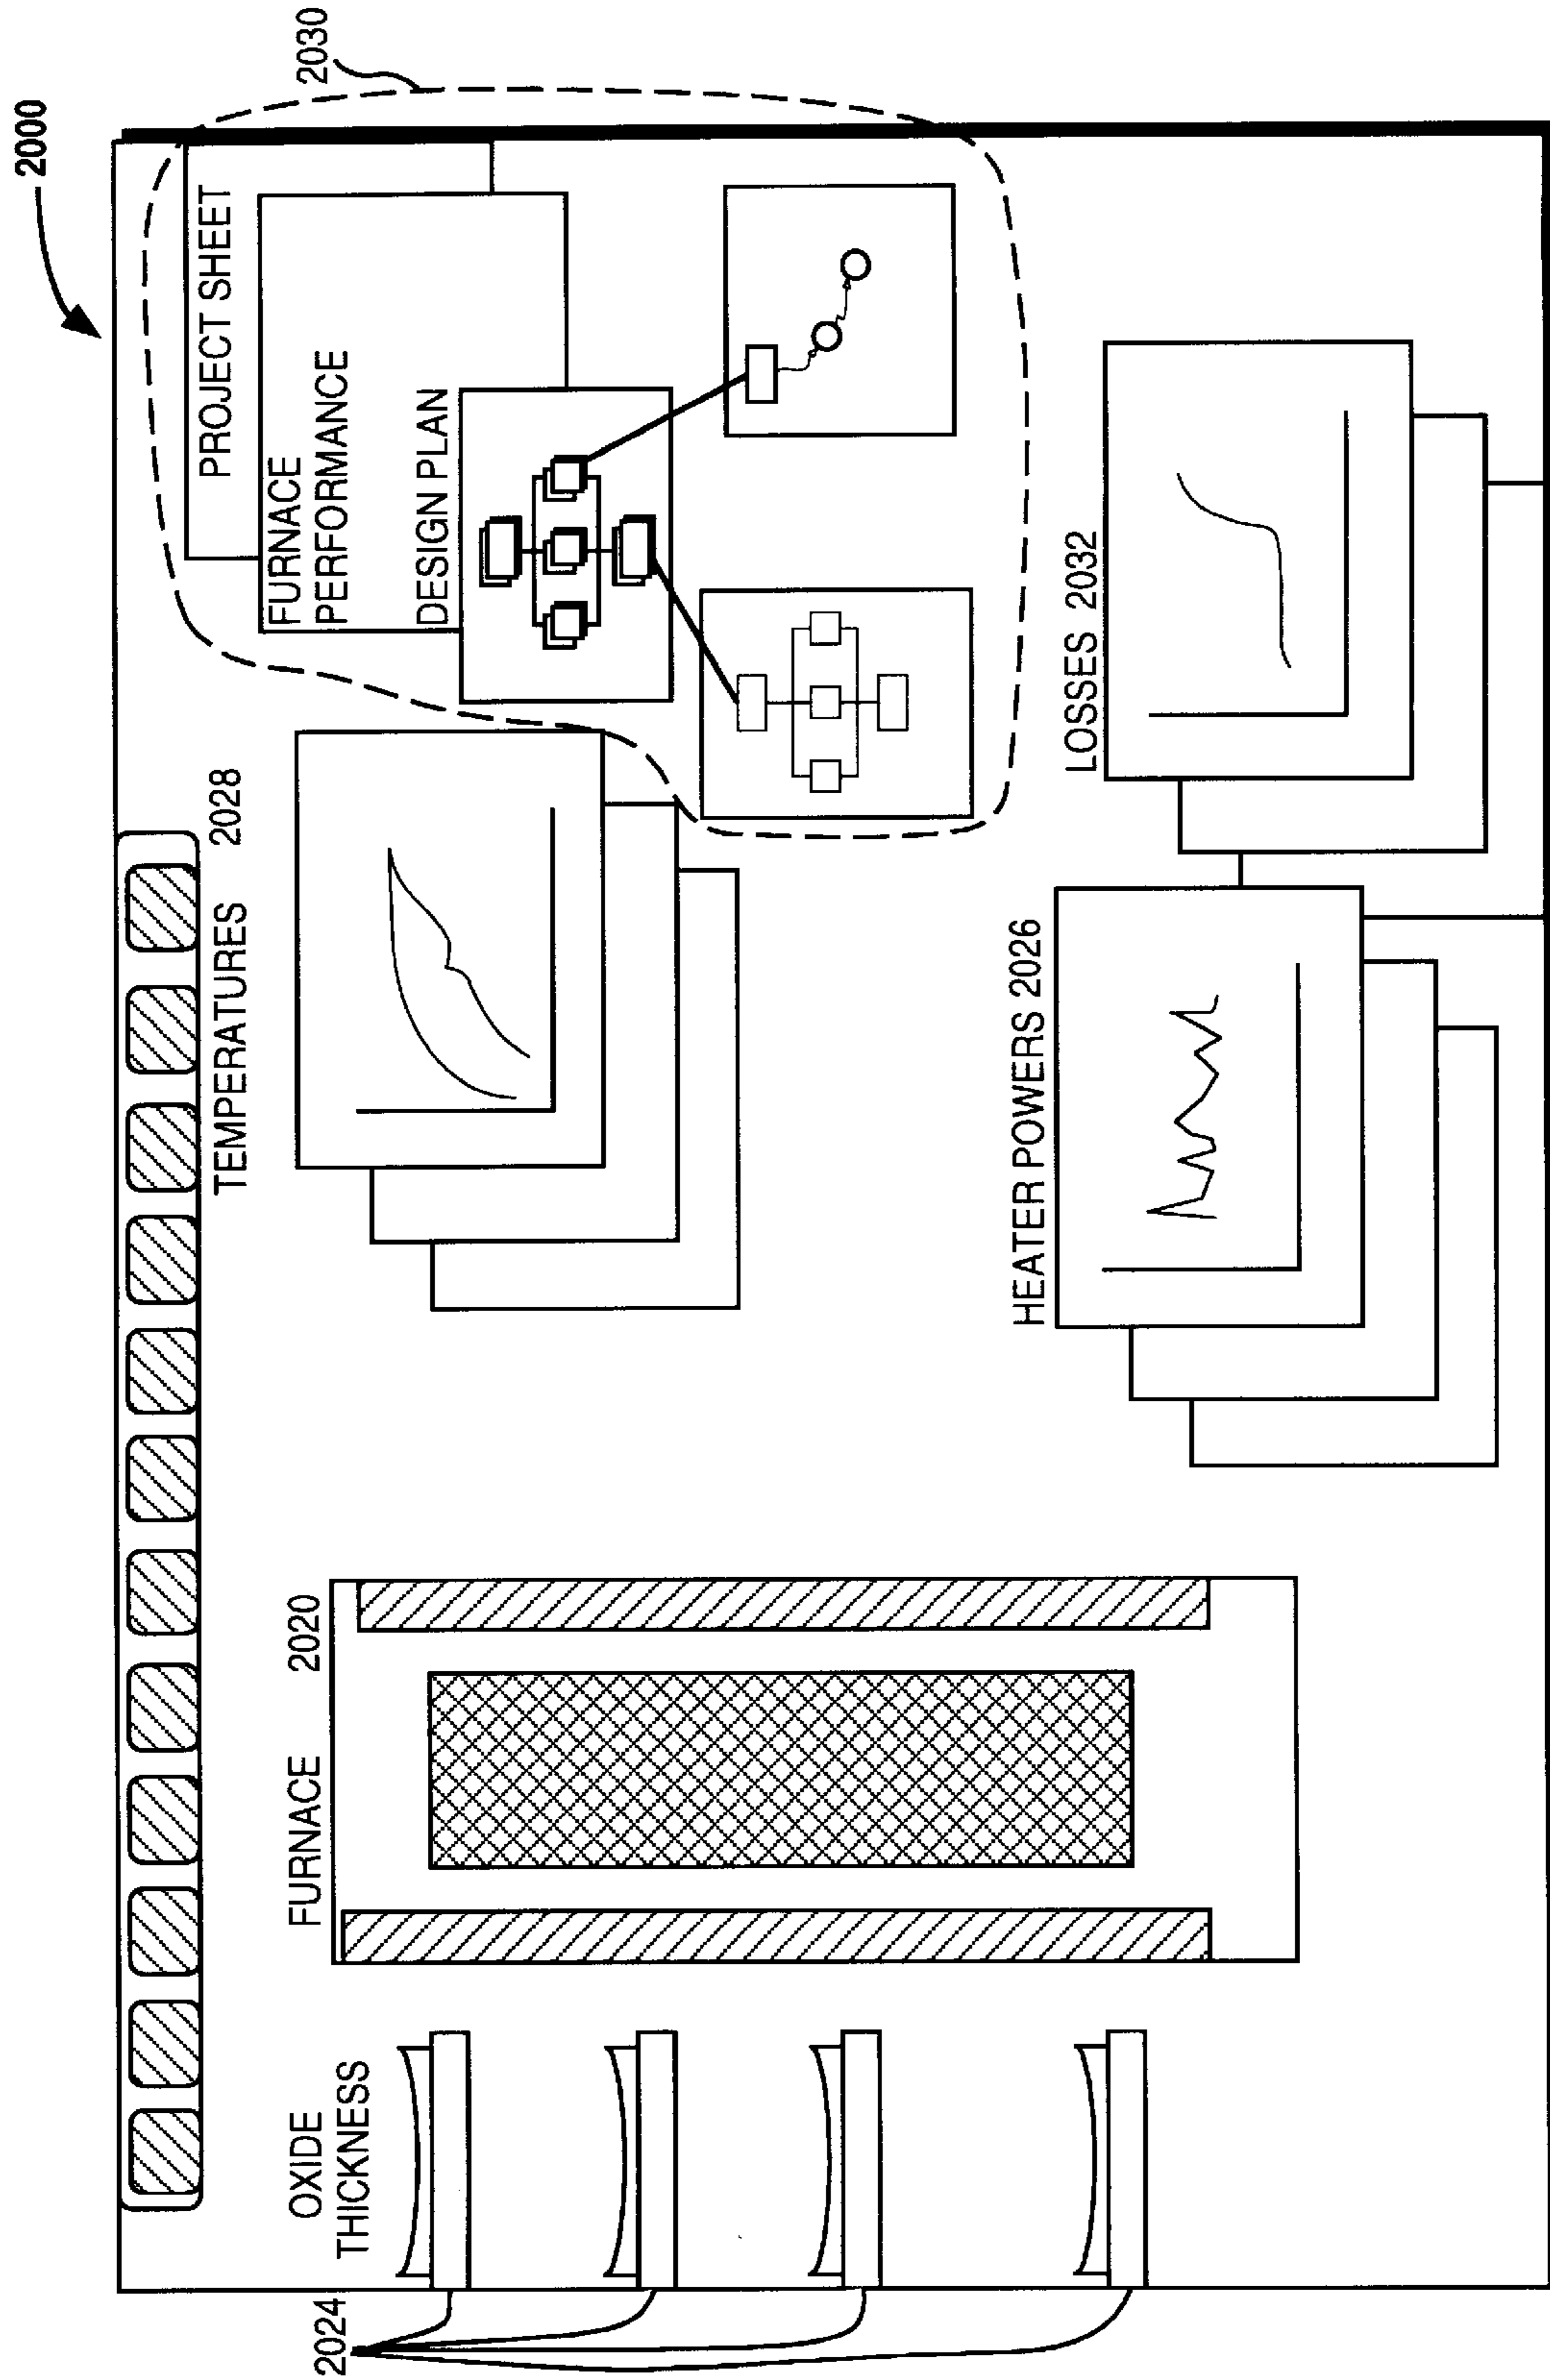 2000
2030
PROJECT SHEET
FURNACE
PERFORMANCE
DESIGN PLAN
TEMPERATURES 2028
FURNACE 2020
OXIDE
THICKNESS
2024
HEATER POWERS 2026
LOSSES 2032